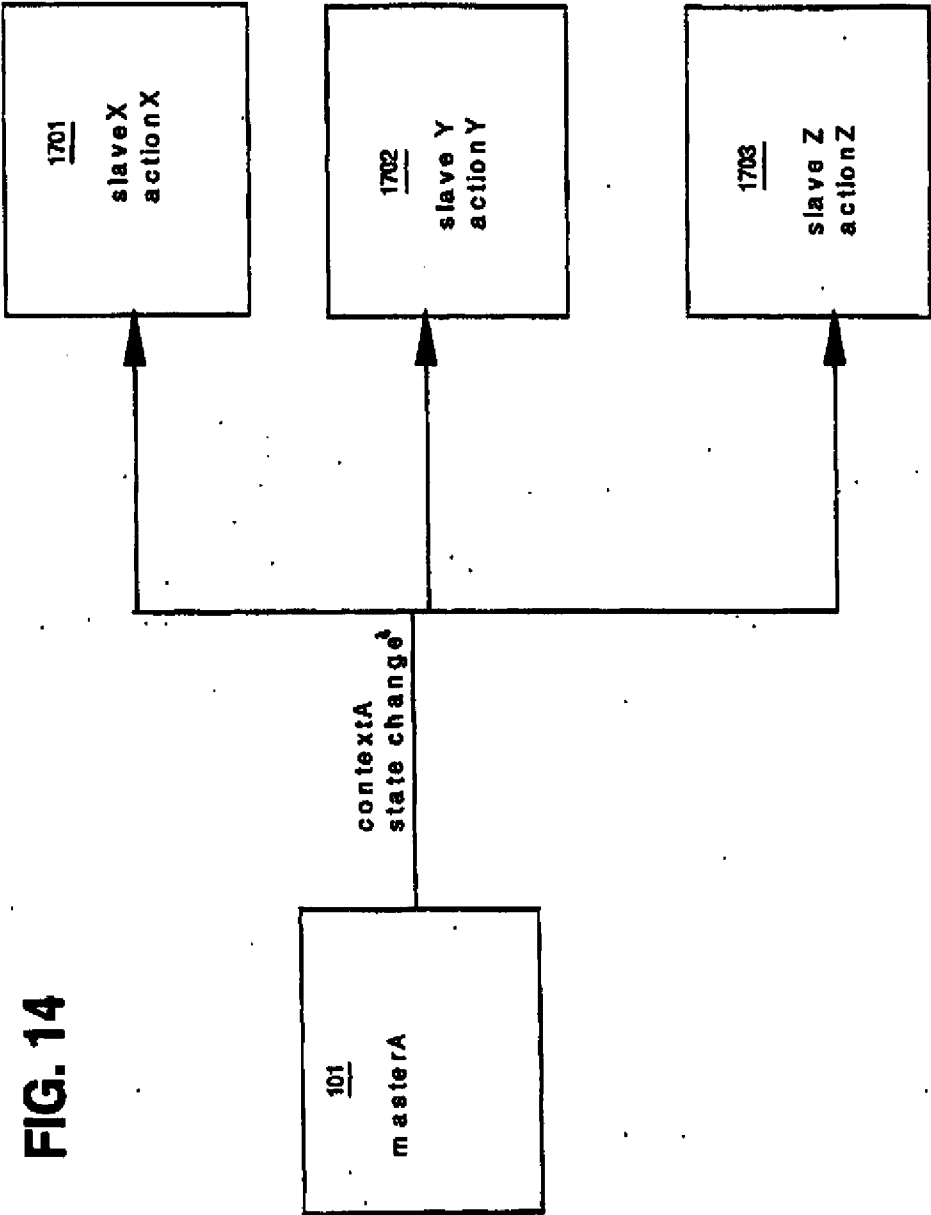 FIG. 14
101
masterA
contextA
state change
1701
slaveX
actionX
1702
slave Y
actionY
1703
slave Z
actionZ